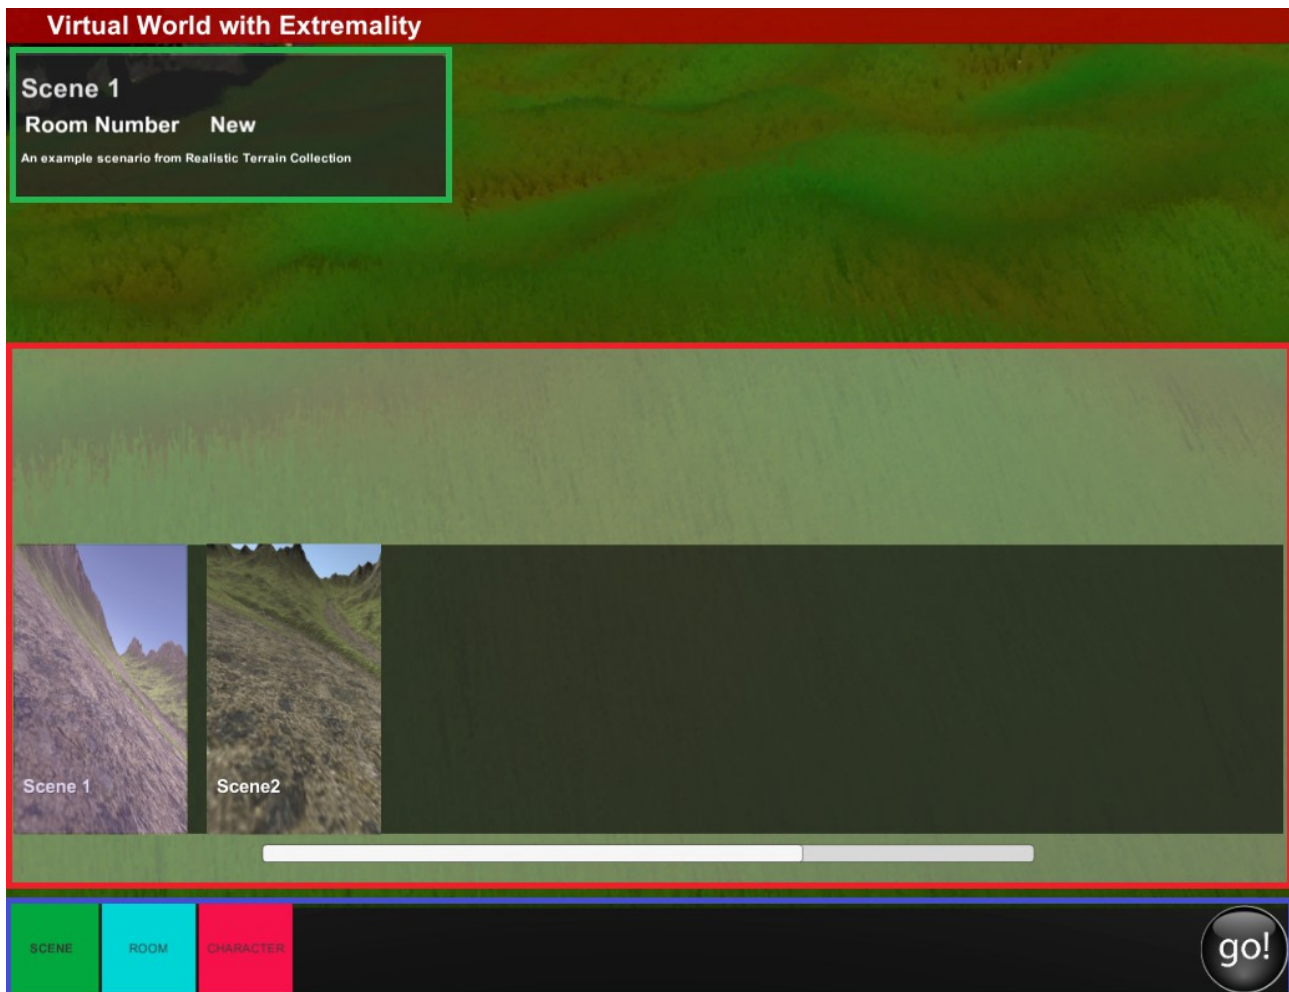 Virtual World with Extremality
Scene 1
Room Number New
An example scenario from Realistic Terrain Collection
Scene 1
Scene2
SCENE
ROOM
CHARACTER
go!